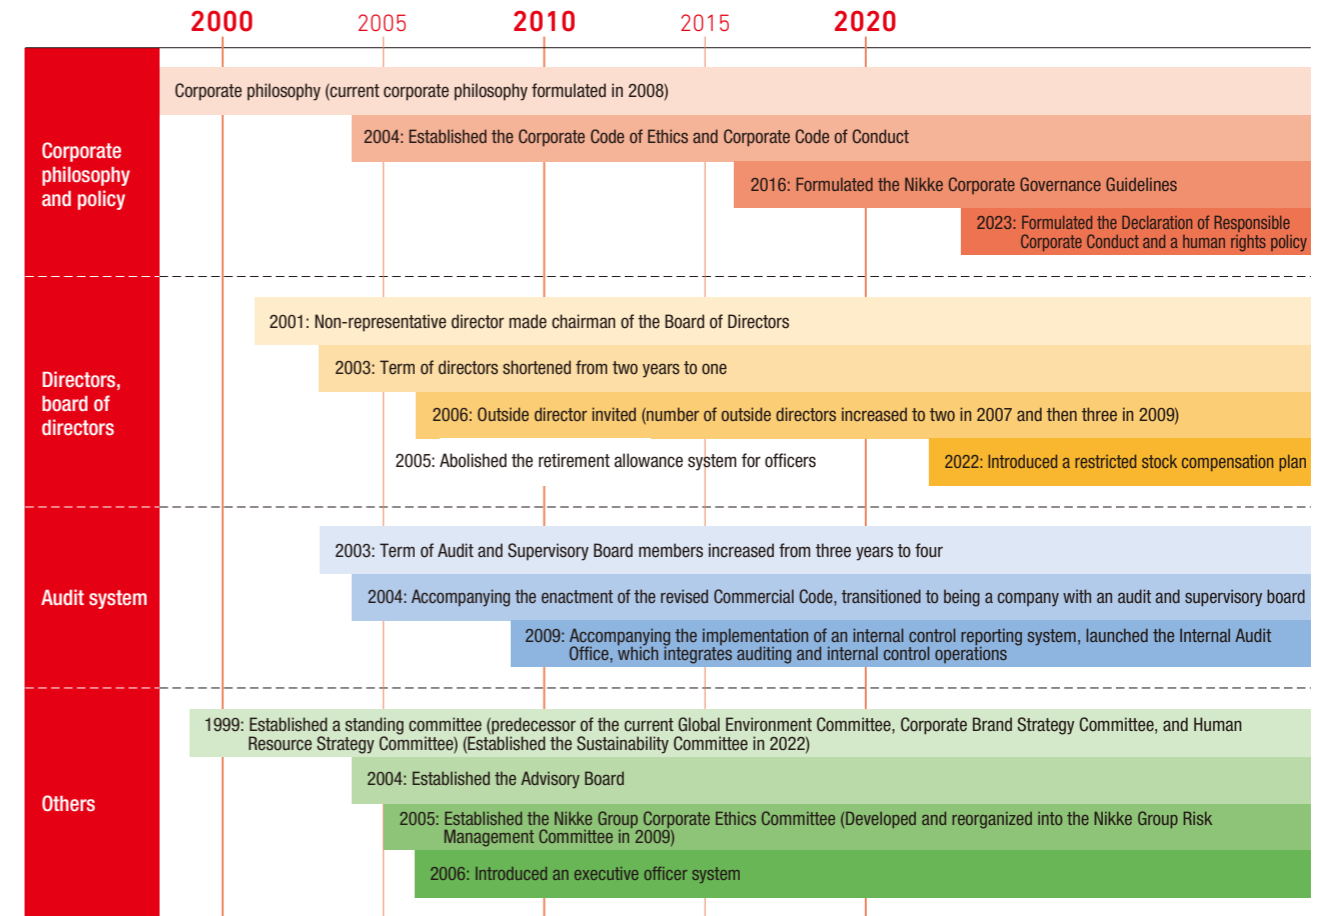 2000 2005 2010 2015 2020
Corporate
philosophy
and policy
Corporate philosophy (current corporate philosophy formulated in 2008)
2004: Established the Corporate Code of Ethics and Corporate Code of Conduct
2016: Formulated the Nikke Corporate Governance Guidelines
2023: Formulated the Declaration of Responsible
Corporate Conduct and a human rights policy
Directors,
board of
directors
2001: Non-representative director made chairman of the Board of Directors
2003: Term of directors shortened from two years to one
2006: Outside director invited (number of outside directors increased to two in 2007 and then three in 2009)
2005: Abolished the retirement allowance system for officers
2022: Introduced a restricted stock compensation plan
Audit system
2003: Term of Audit and Supervisory Board members increased from three years to four
2004: Accompanying the enactment of the revised Commercial Code, transitioned to being a company with an audit and supervisory board
2009: Accompanying the implementation of an internal control reporting system, launched the Internal Audit
Office, which integrates auditing and internal control operations
Others
1999: Established a standing committee (predecessor of the current Global Environment Committee, Corporate Brand Strategy Committee, and Human
Resource Strategy Committee) (Established the Sustainability Committee in 2022)
2004: Established the Advisory Board
2005: Established the Nikke Group Corporate Ethics Committee (Developed and reorganized into the Nikke Group Risk
Management Committee in 2009)
2006: Introduced an executive officer system